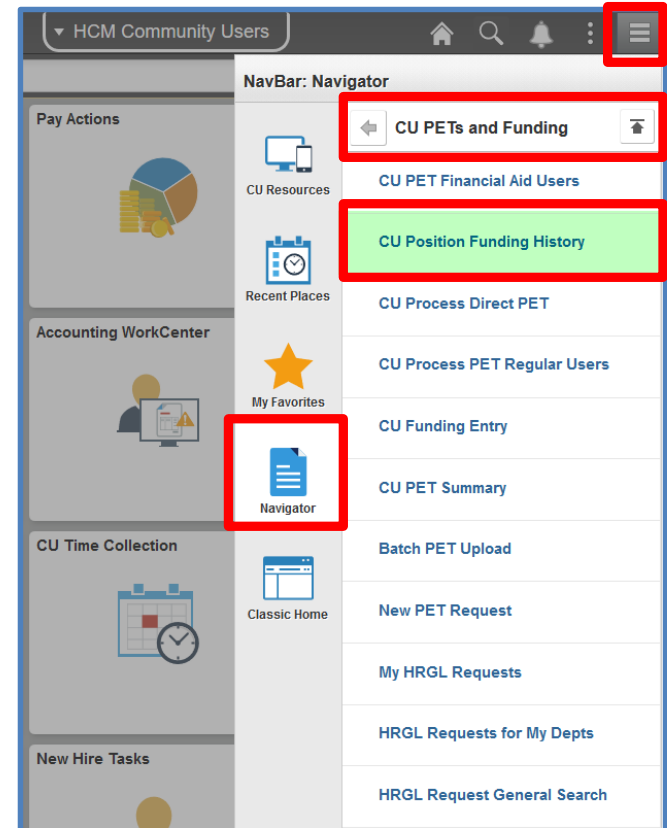 HCM Community Users
NavBar: Navigator
Pay Actions
Accounting WorkCenter
CU Time Collection
New Hire Tasks
CU Resources
Recent Places
My Favorites
Navigator
Classic Home
CU PETs and Funding
CU PET Financial Aid Users
CU Position Funding History
CU Process Direct PET
CU Process PET Regular Users
CU Funding Entry
CU PET Summary
Batch PET Upload
New PET Request
My HRGL Requests
HRGL Requests for My Depts
HRGL Request General Search